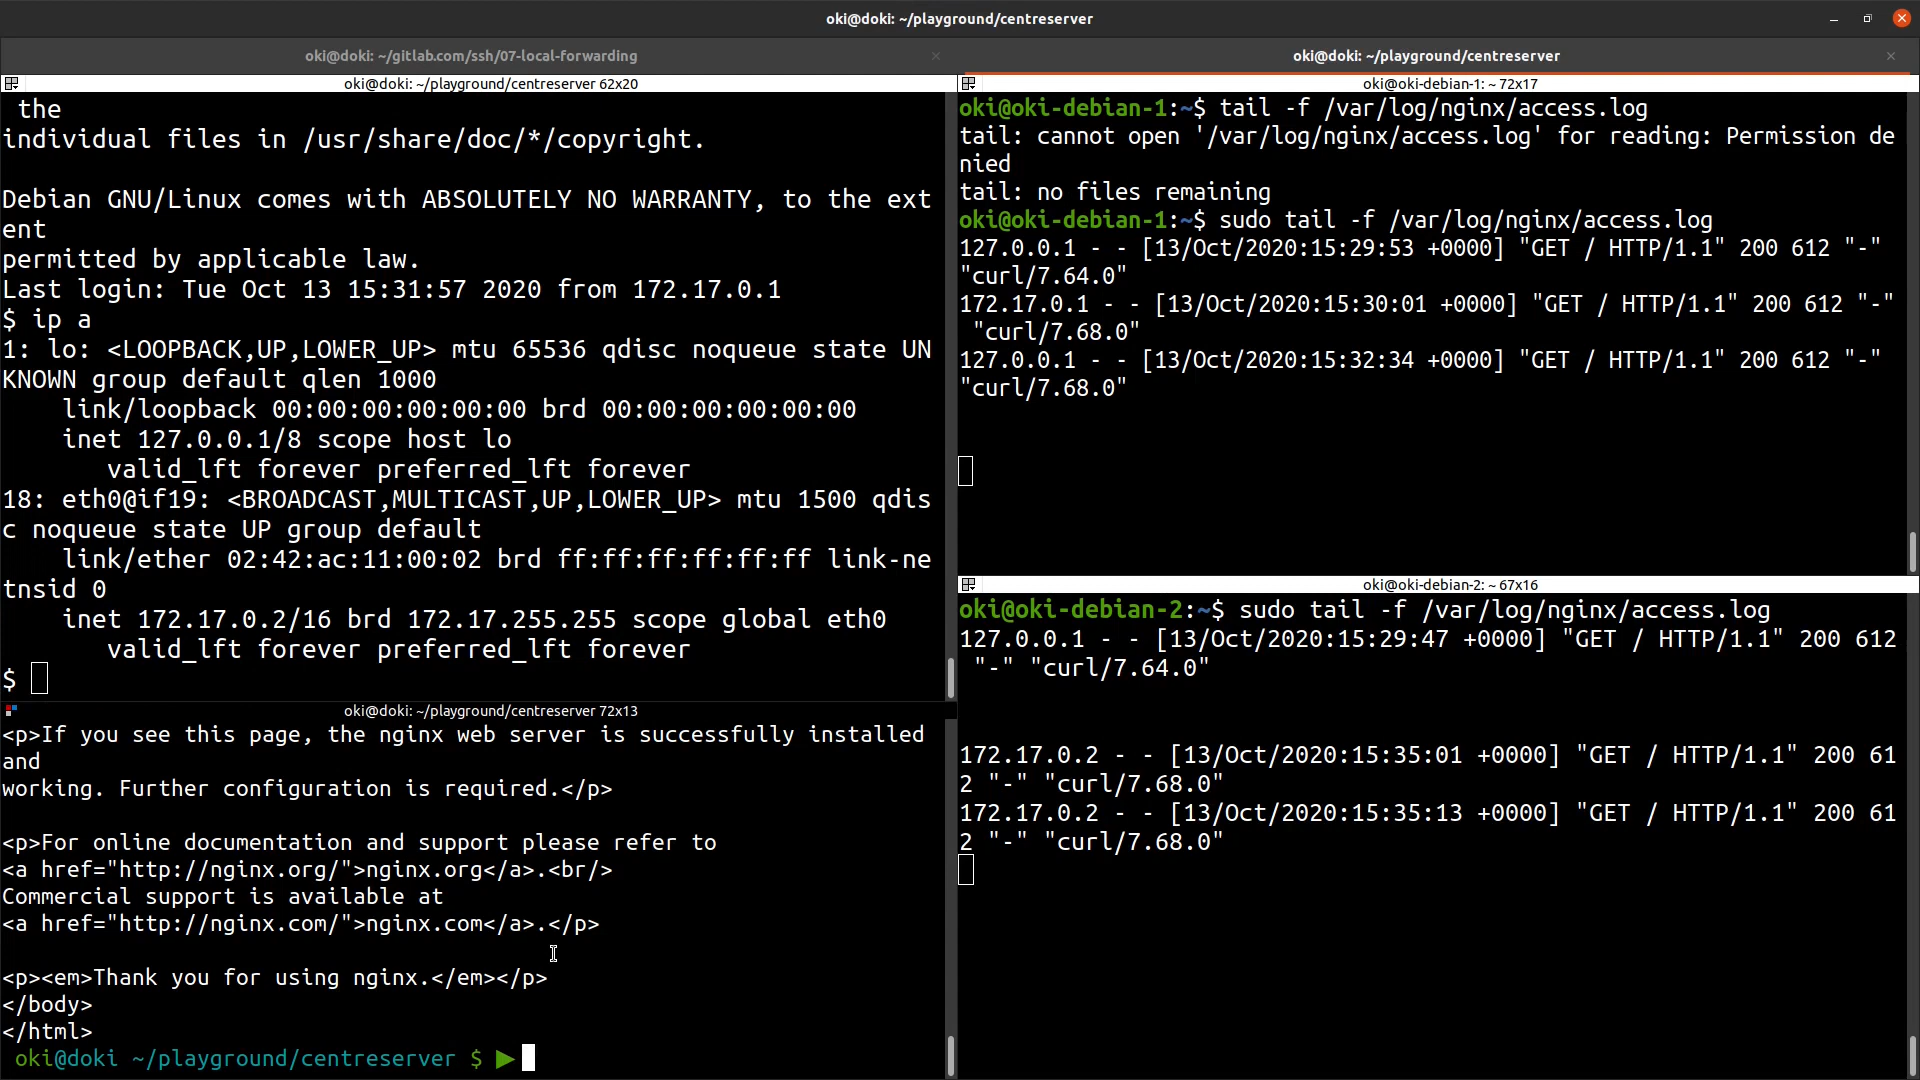 oki@doki: ~/playground/centreserver
oki@doki: ~/gitlab.com/ssh/07-local-forwarding
oki@doki: ~/playground/centreserver
oki@doki: ~/playground/centreserver 62x20
 the
individual files in /usr/share/doc/*/copyright.
Debian GNU/Linux comes with ABSOLUTELY NO WARRANTY, to the ext
ent
permitted by applicable law.
Last login: Tue Oct 13 15:31:57 2020 from 172.17.0.1
$ ip a
1: lo: <LOOPBACK,UP,LOWER_UP> mtu 65536 qdisc noqueue state UN
KNOWN group default qlen 1000
    link/loopback 00:00:00:00:00:00 brd 00:00:00:00:00:00
    inet 127.0.0.1/8 scope host lo
       valid_lft forever preferred_lft forever
18: eth0@if19: <BROADCAST,MULTICAST,UP,LOWER_UP> mtu 1500 qdis
c noqueue state UP group default
    link/ether 02:42:ac:11:00:02 brd ff:ff:ff:ff:ff:ff link-ne
tnsid 0
    inet 172.17.0.2/16 brd 172.17.255.255 scope global eth0
       valid_lft forever preferred_lft forever
$
oki@doki: ~/playground/centreserver 72x13
<p>If you see this page, the nginx web server is successfully installed
and
working. Further configuration is required.</p>
<p>For online documentation and support please refer to
<a href="http://nginx.org/">nginx.org</a>.<br/>
Commercial support is available at
<a href="http://nginx.com/">nginx.com</a>.</p>
<p><em>Thank you for using nginx.</em></p>
</body>
</html>
oki@doki ~/playground/centreserver $ ▶
oki@oki-debian-1: ~ 72x17
oki@oki-debian-1:~$ tail -f /var/log/nginx/access.log
tail: cannot open '/var/log/nginx/access.log' for reading: Permission de
nied
tail: no files remaining
oki@oki-debian-1:~$ sudo tail -f /var/log/nginx/access.log
127.0.0.1 - - [13/Oct/2020:15:29:53 +0000] "GET / HTTP/1.1" 200 612 "-"
"curl/7.64.0"
172.17.0.1 - - [13/Oct/2020:15:30:01 +0000] "GET / HTTP/1.1" 200 612 "-"
 "curl/7.68.0"
127.0.0.1 - - [13/Oct/2020:15:32:34 +0000] "GET / HTTP/1.1" 200 612 "-"
"curl/7.68.0"
oki@oki-debian-2: ~ 67x16
oki@oki-debian-2:~$ sudo tail -f /var/log/nginx/access.log
127.0.0.1 - - [13/Oct/2020:15:29:47 +0000] "GET / HTTP/1.1" 200 612
 "-" "curl/7.64.0"
172.17.0.2 - - [13/Oct/2020:15:35:01 +0000] "GET / HTTP/1.1" 200 61
2 "-" "curl/7.68.0"
172.17.0.2 - - [13/Oct/2020:15:35:13 +0000] "GET / HTTP/1.1" 200 61
2 "-" "curl/7.68.0"